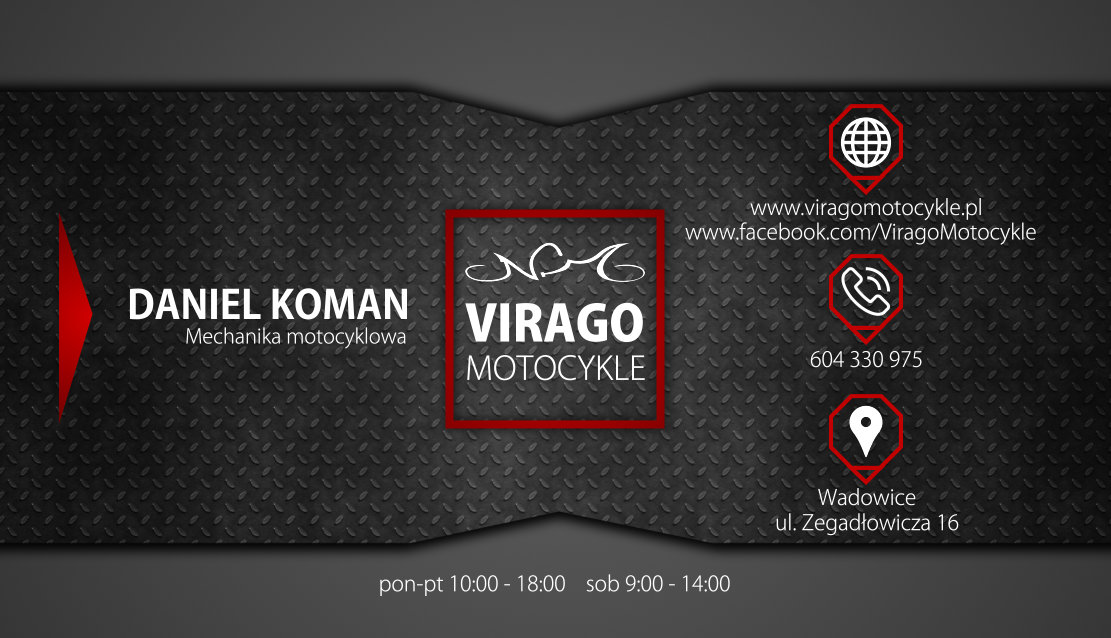 DANIEL KOMAN
Mechanika motocyklowa
VIRAGO
MOTOCYKLE
www.viragomotocykle.pl
www.facebook.com/ViragoMotocykle
604 330 975
Wadowice
ul. Zegadłowicza 16
pon-pt 10:00 - 18:00 sob 9:00 - 14:00